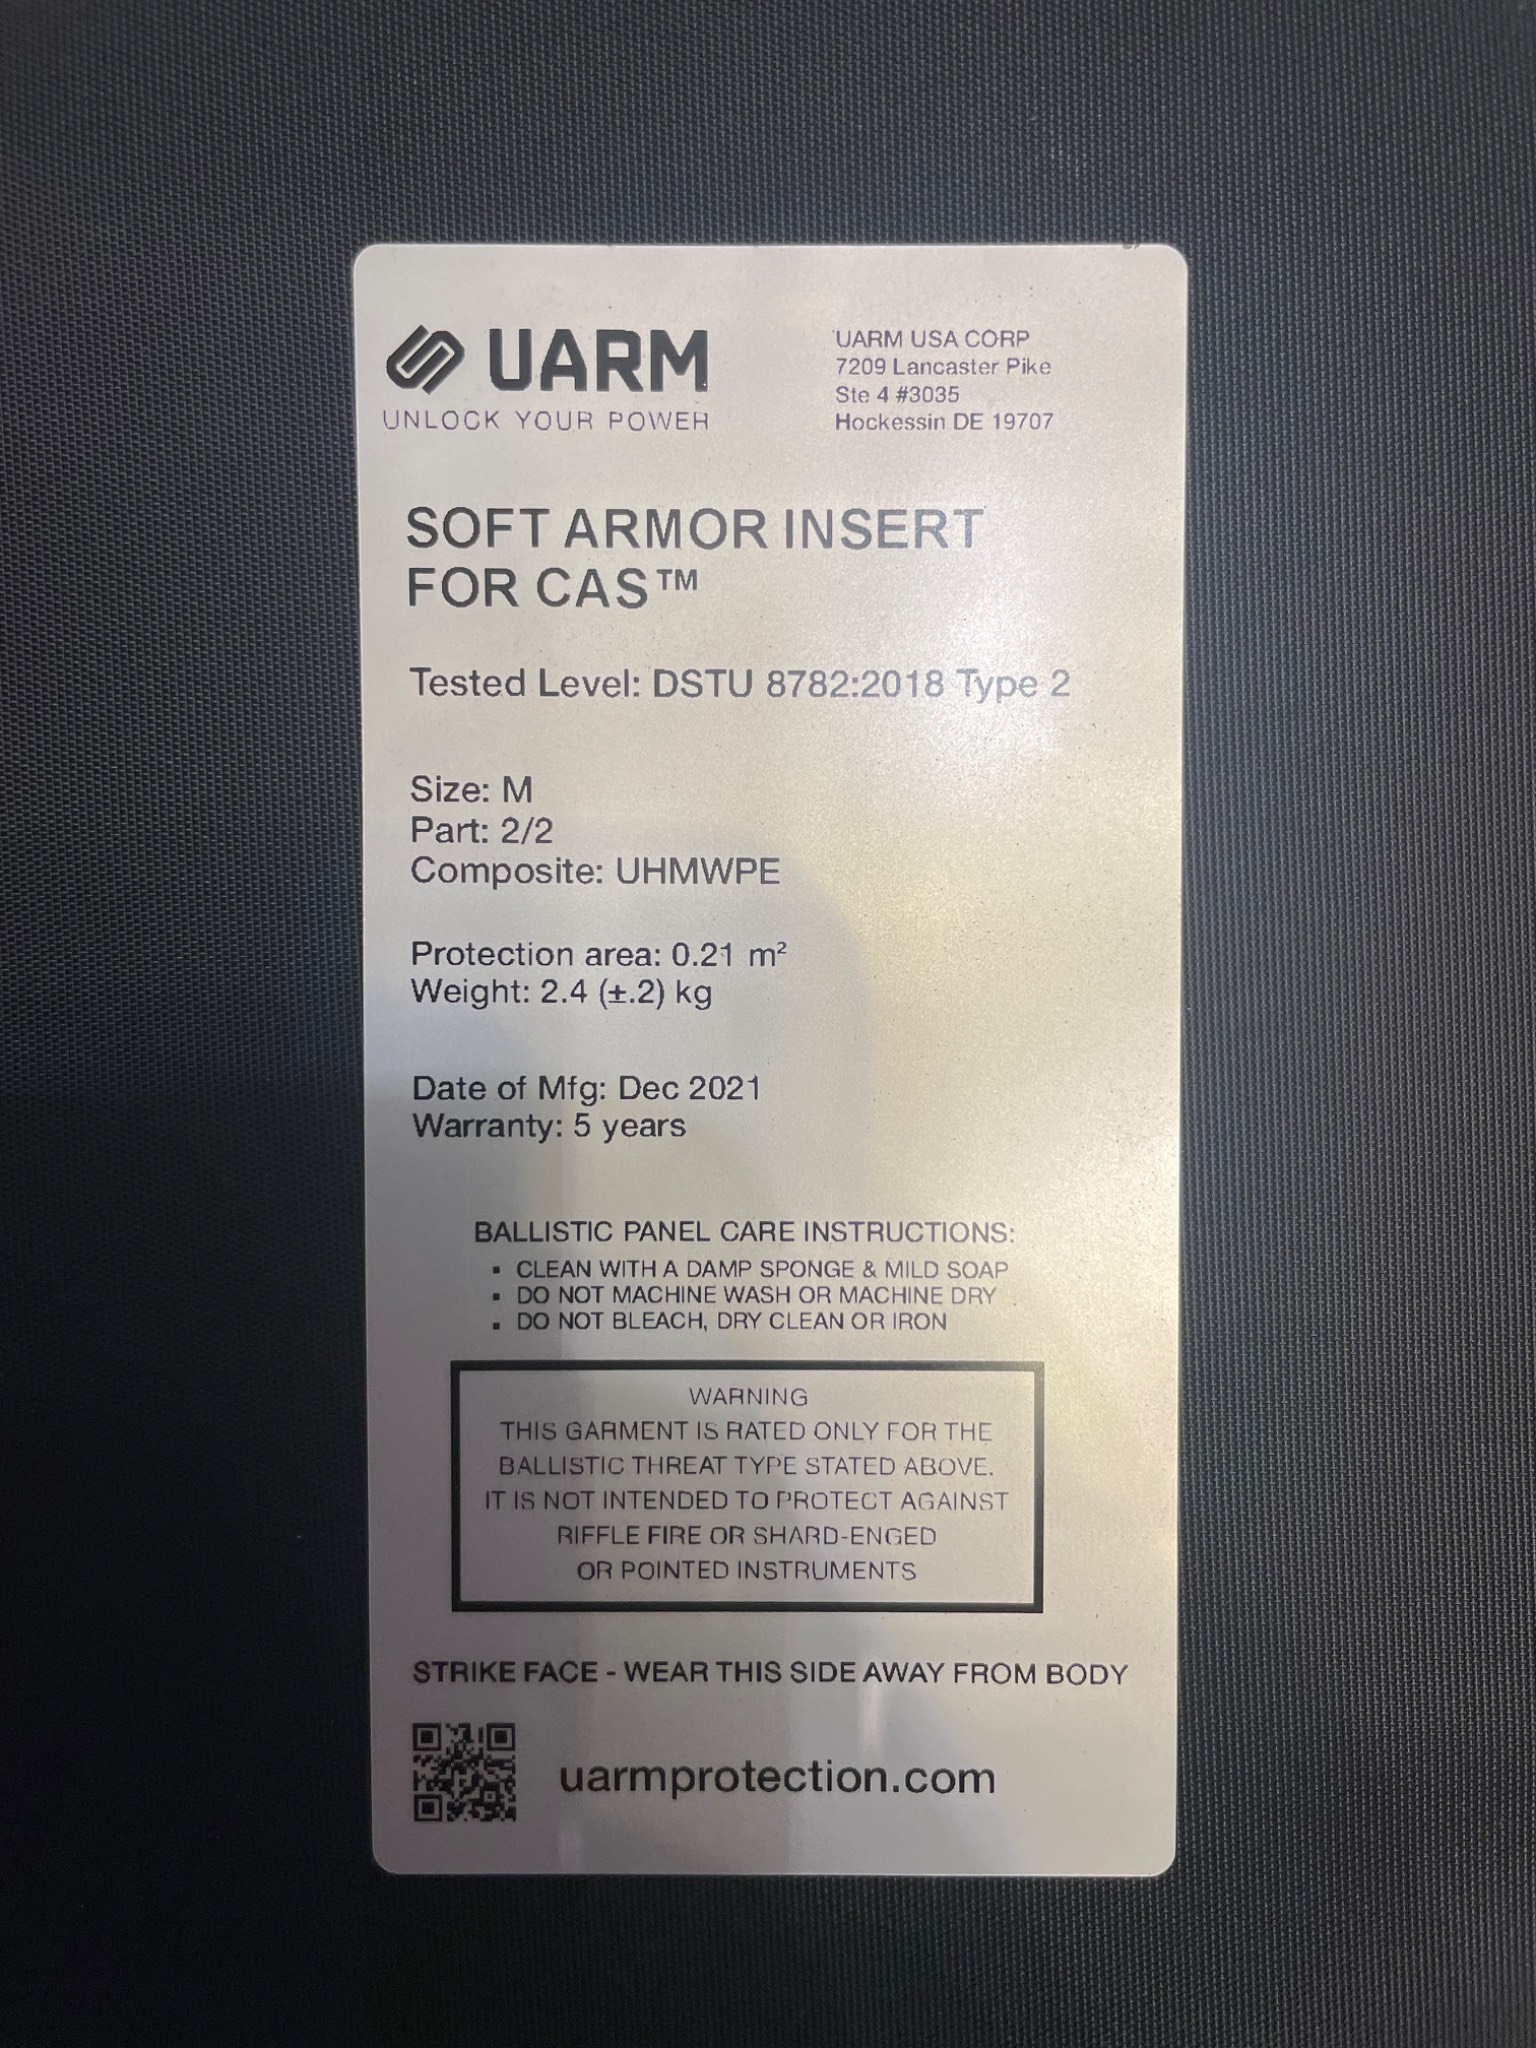 UARM
UNLOCK YOUR POWER
UARM USA CORP
7209 Lancaster Pike
Ste 4 #3035
Hockessin DE 19707
SOFT ARMOR INSERT
FOR CAS™
Tested Level: DSTU 8782:2018 Type 2
Size: M
Part: 2/2
Composite: UHMWPE
Protection area: 0.21 m²
Weight: 2.4 (±.2) kg
Date of Mfg: Dec 2021
Warranty: 5 years
BALLISTIC PANEL CARE INSTRUCTIONS:
▪ CLEAN WITH A DAMP SPONGE & MILD SOAP
▪ DO NOT MACHINE WASH OR MACHINE DRY
▪ DO NOT BLEACH, DRY CLEAN OR IRON
WARNING
THIS GARMENT IS RATED ONLY FOR THE
BALLISTIC THREAT TYPE STATED ABOVE.
IT IS NOT INTENDED TO PROTECT AGAINST
RIFFLE FIRE OR SHARD-ENGED
OR POINTED INSTRUMENTS
STRIKE FACE - WEAR THIS SIDE AWAY FROM BODY
uarmprotection.com